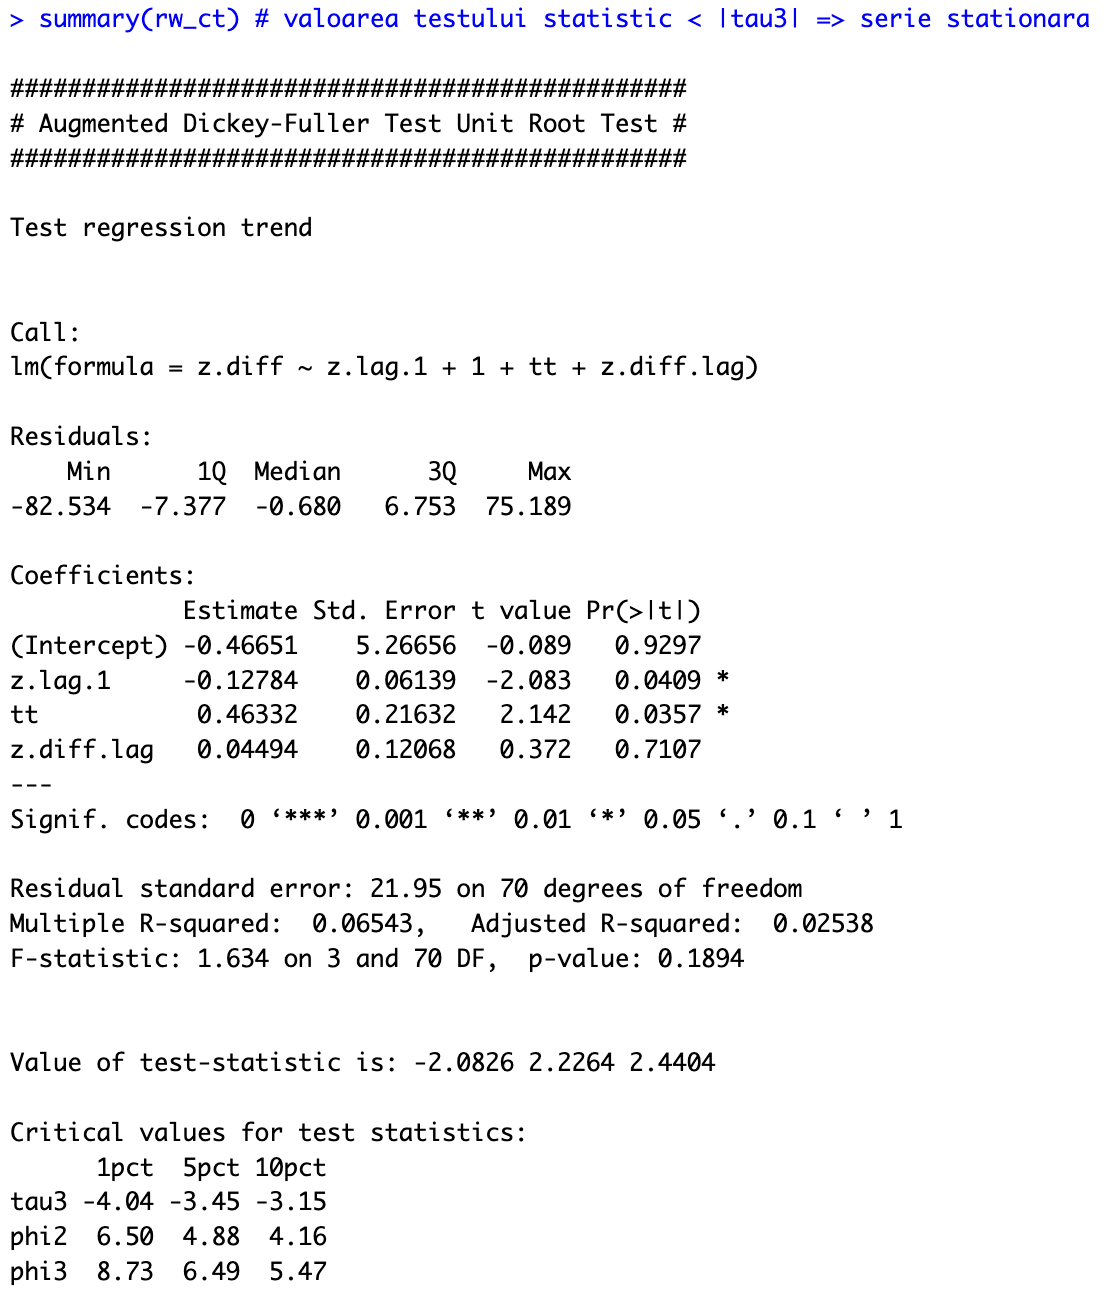 > summary(rw_ct) # valoarea testului statistic < |tau3| => serie stationara
###############################################
# Augmented Dickey-Fuller Test Unit Root Test #
###############################################
Test regression trend
Call:
lm(formula = z.diff ~ z.lag.1 + 1 + tt + z.diff.lag)
Residuals:
    Min      1Q  Median      3Q     Max
-82.534  -7.377  -0.680   6.753  75.189
Coefficients:
            Estimate Std. Error t value Pr(>|t|)
(Intercept) -0.46651    5.26656  -0.089   0.9297
z.lag.1     -0.12784    0.06139  -2.083   0.0409 *
tt           0.46332    0.21632   2.142   0.0357 *
z.diff.lag   0.04494    0.12068   0.372   0.7107
---
Signif. codes:  0 ‘***’ 0.001 ‘**’ 0.01 ‘*’ 0.05 ‘.’ 0.1 ‘ ’ 1
Residual standard error: 21.95 on 70 degrees of freedom
Multiple R-squared:  0.06543,   Adjusted R-squared:  0.02538
F-statistic: 1.634 on 3 and 70 DF,  p-value: 0.1894
Value of test-statistic is: -2.0826 2.2264 2.4404
Critical values for test statistics:
      1pct  5pct 10pct
tau3 -4.04 -3.45 -3.15
phi2  6.50  4.88  4.16
phi3  8.73  6.49  5.47